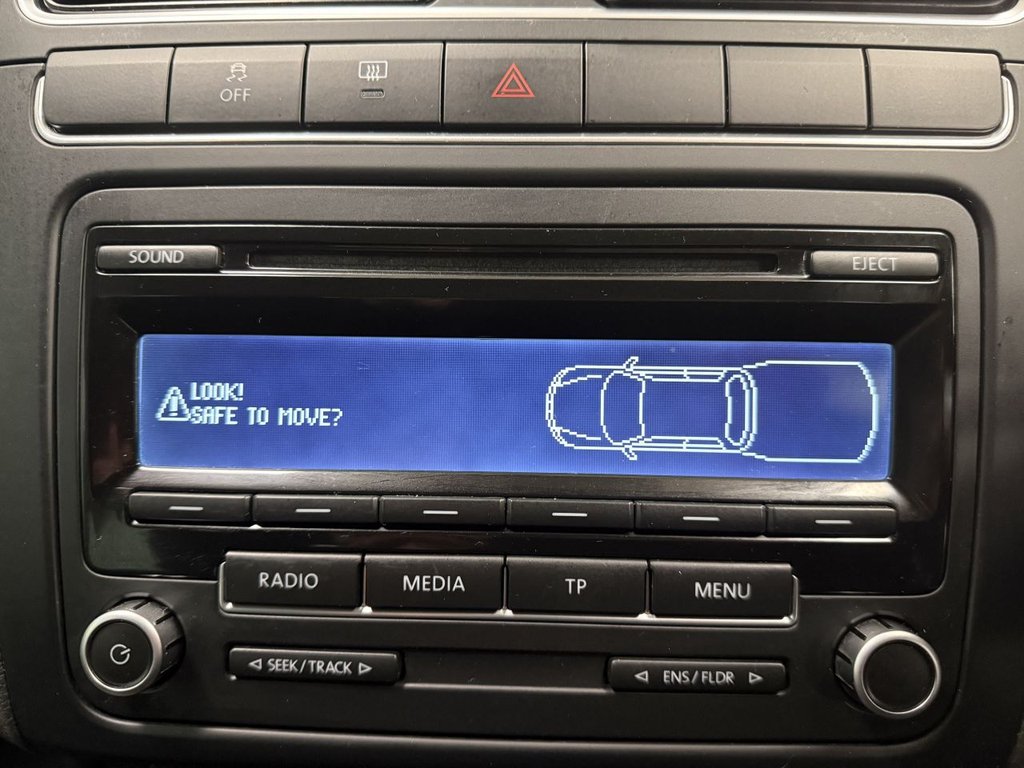 OFF
SOUND
EJECT
LOOK!
SAFE TO MOVE?
RADIO
MEDIA
TP
MENU
SEEK/TRACK
ENS/FLDR